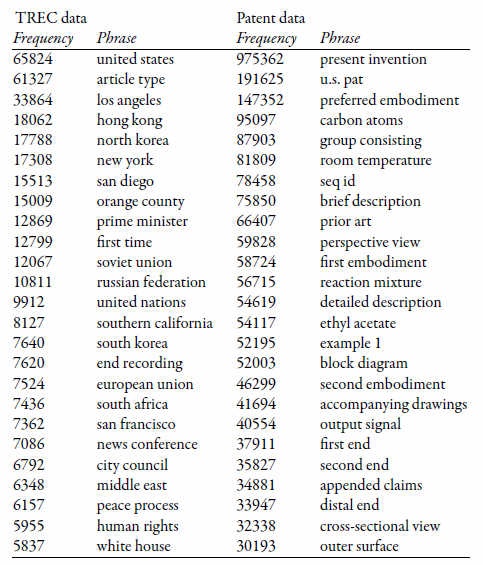 TREC data Patent data
Frequency Phrase Frequency Phrase
65824 united states 975362 present invention
61327 article type 191625 u.s. pat
33864 los angeles 147352 preferred embodiment
18062 hong kong 95097 carbon atoms
17788 north korea 87903 group consisting
17308 new york 81809 room temperature
15513 san diego 78458 seq id
15009 orange county 75850 brief description
12869 prime minister 66407 prior art
12799 first time 59828 perspective view
12067 soviet union 58724 first embodiment
10811 russian federation 56715 reaction mixture
9912 united nations 54619 detailed description
8127 southern california 54117 ethyl acetate
7640 south korea 52195 example 1
7620 end recording 52003 block diagram
7524 european union 46299 second embodiment
7436 south africa 41694 accompanying drawings
7362 san francisco 40554 output signal
7086 news conference 37911 first end
6792 city council 35827 second end
6348 middle east 34881 appended claims
6157 peace process 33947 distal end
5955 human rights 32338 cross-sectional view
5837 white house 30193 outer surface